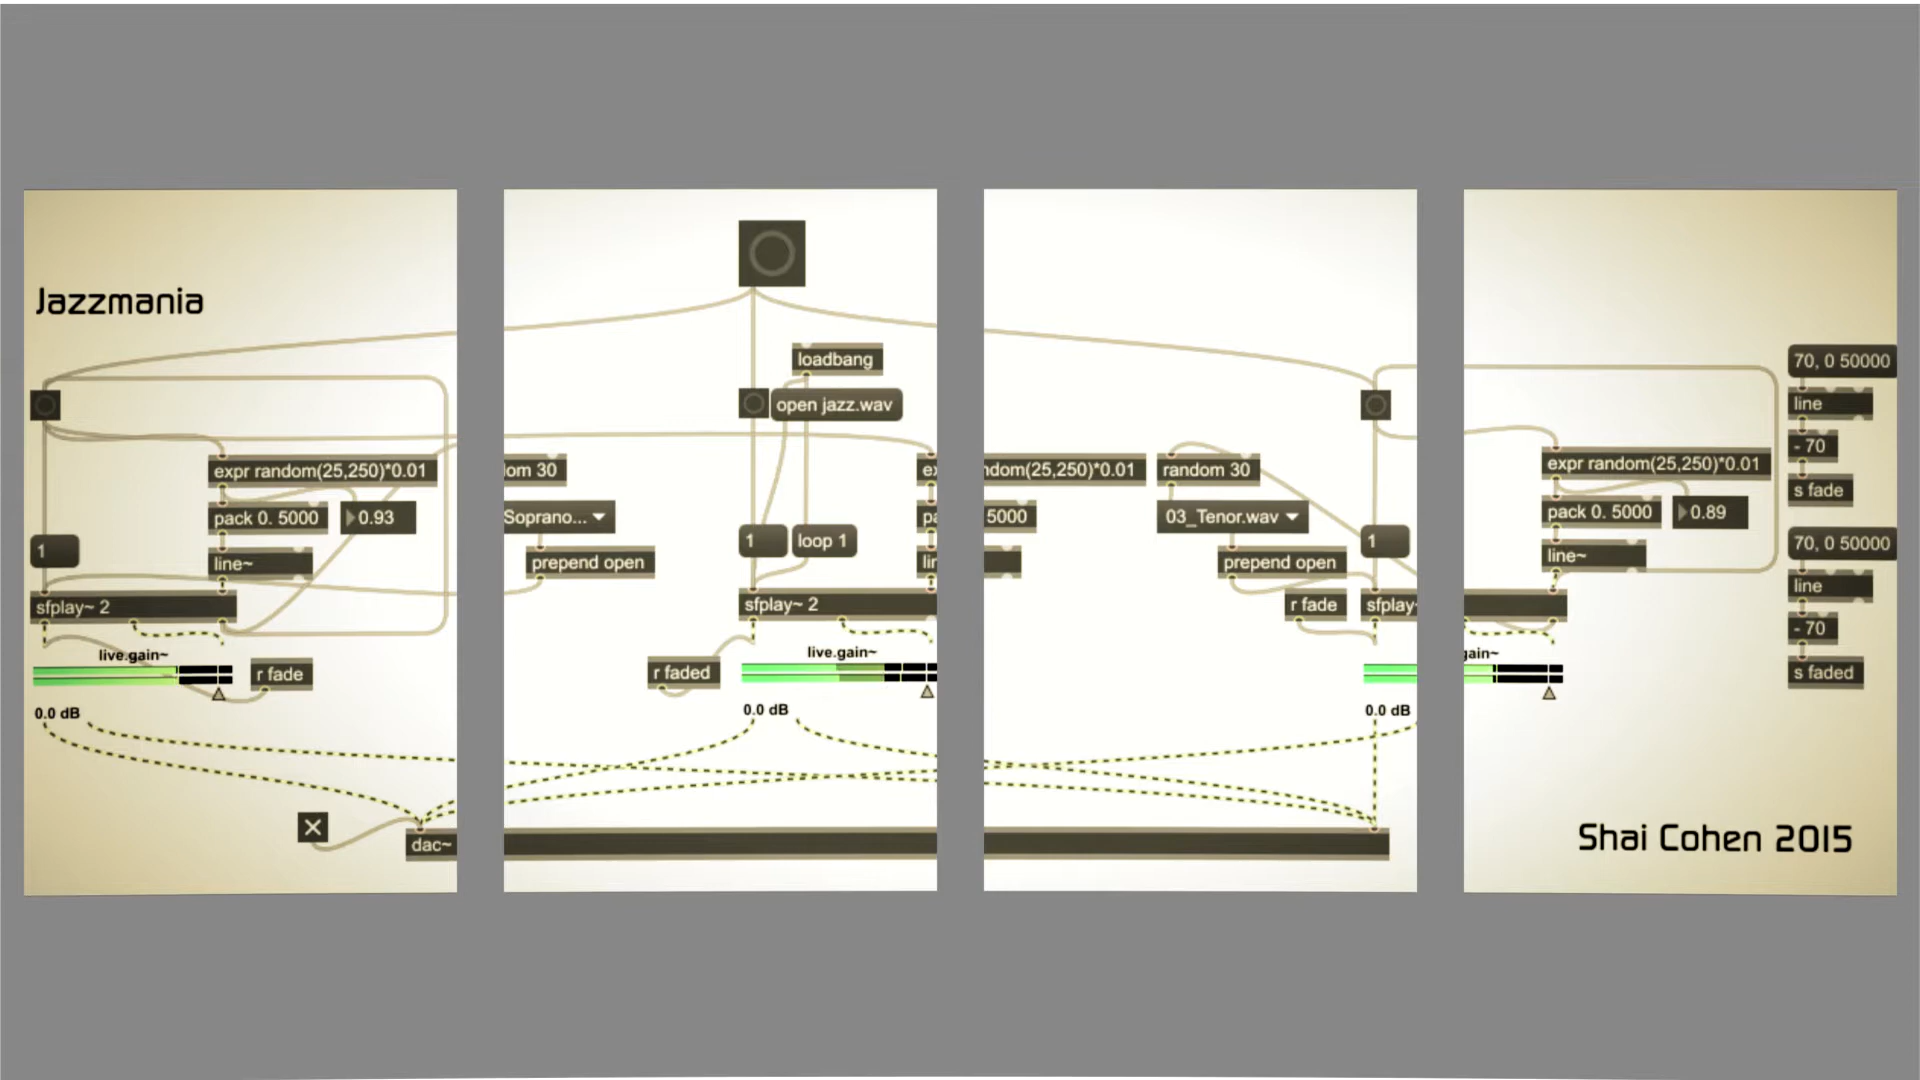 Jazzmania
expr random(25,250)*0.01
pack 0. 5000
0.93
line~
1
sfplay~ 2
live.gain~
r fade
0.0 dB
dac~
loadbang
open jazz.wav
dom 30
Soprano...
prepend open
1
loop 1
sfplay~ 2
r faded
live.gain~
0.0 dB
ndom(25,250)*0.01
5000
random 30
03_Tenor.wav
prepend open
1
r fade
sfplay~
0.0 dB
expr random(25,250)*0.01
pack 0. 5000
0.89
line~
gain~
70, 0 50000
line
- 70
s fade
70, 0 50000
line
- 70
s faded
Shai Cohen 2015